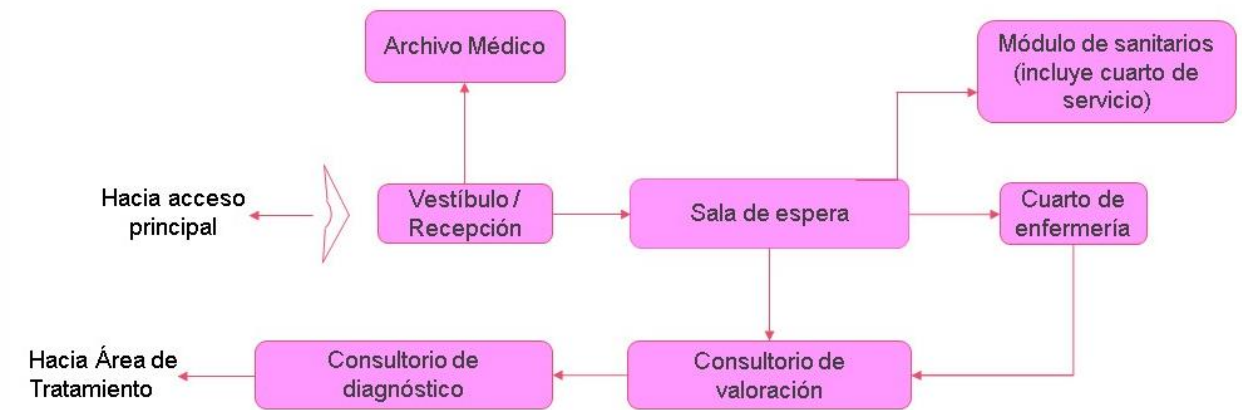 Archivo Médico
Módulo de sanitarios
(incluye cuarto de
servicio)
Hacia acceso
principal
Vestíbulo /
Recepción
Sala de espera
Cuarto de
enfermería
Hacia Área de
Tratamiento
Consultorio de
diagnóstico
Consultorio de
valoración